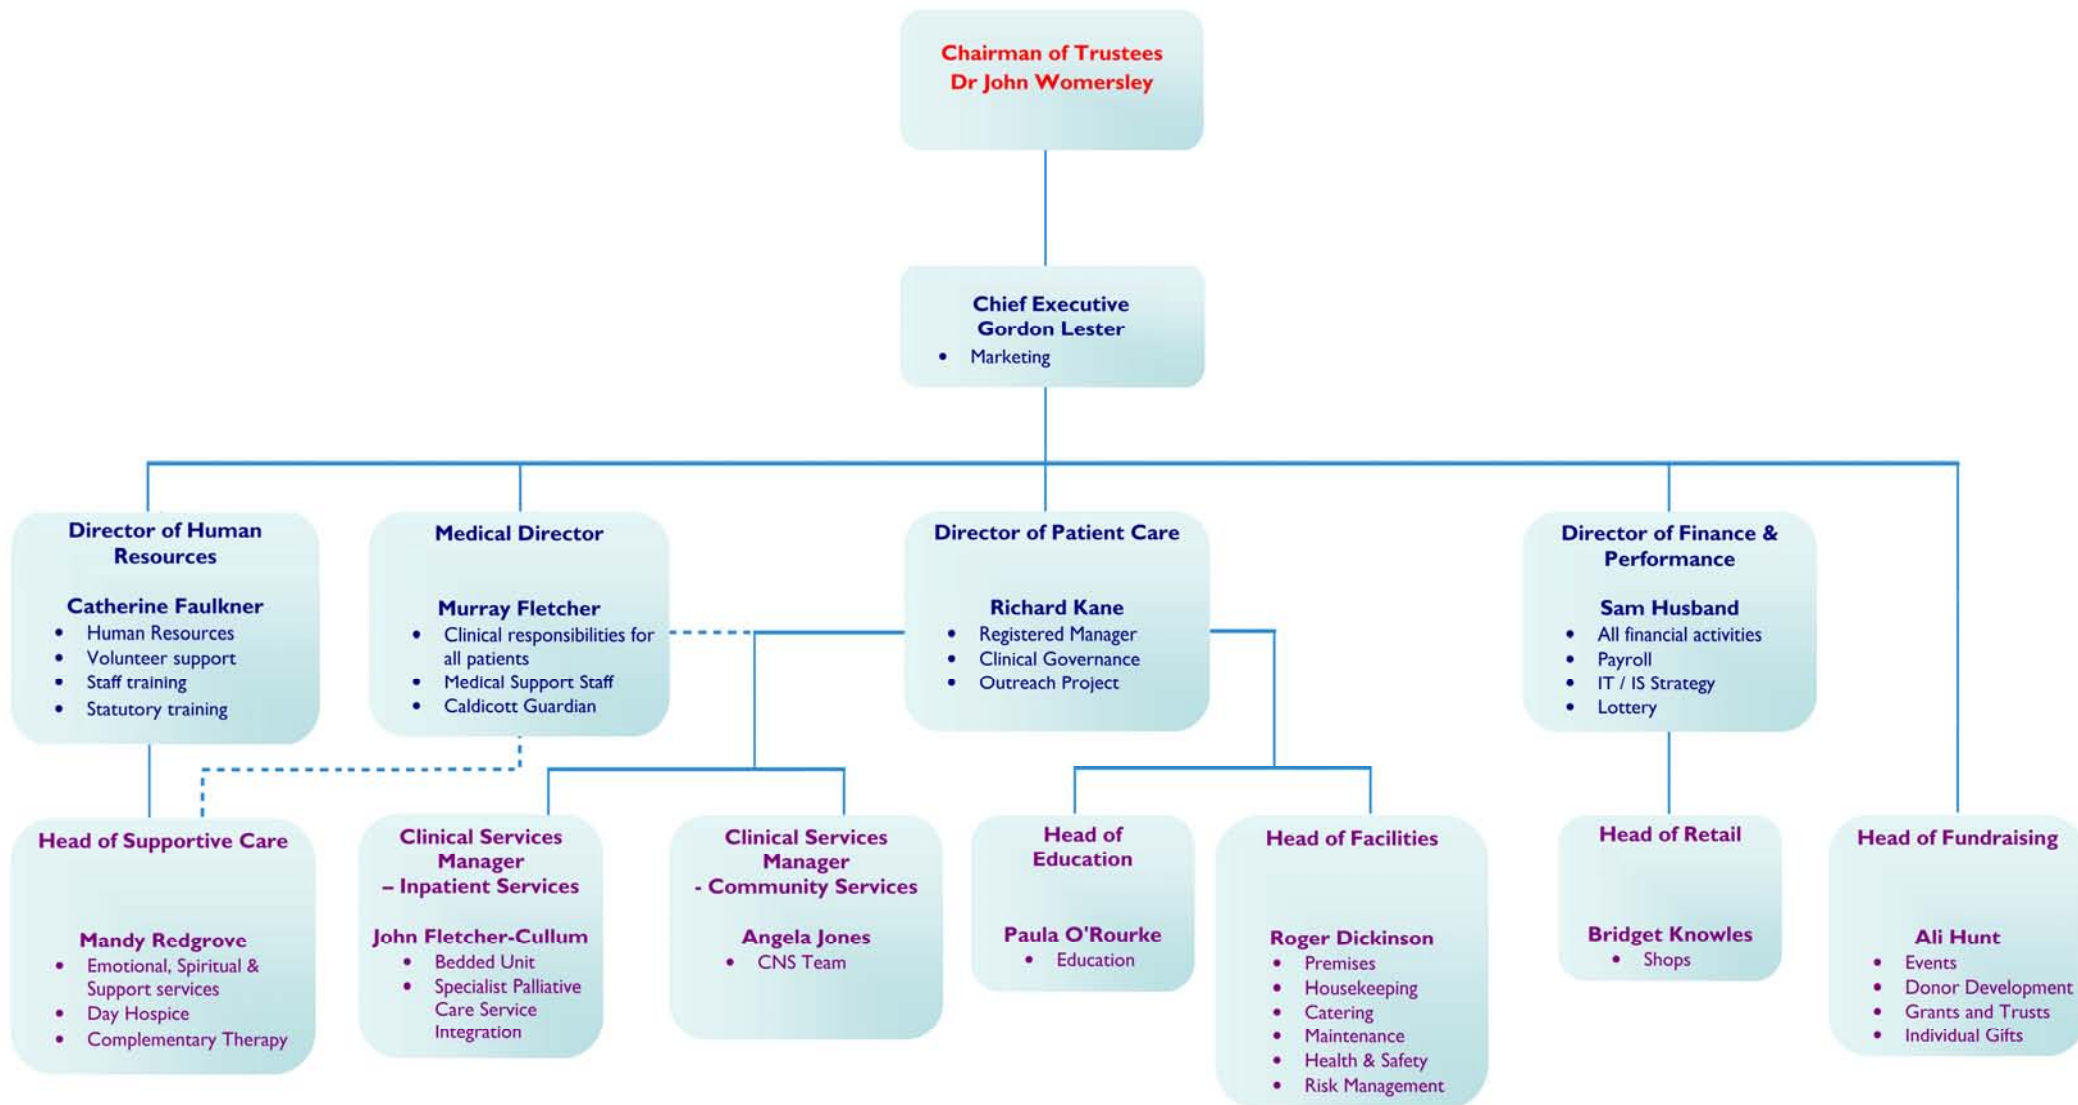 Chairman of Trustees
Dr John Womersley
Chief Executive
Gordon Lester
• Marketing
Director of Human
Resources
Catherine Faulkner
• Human Resources
• Volunteer support
• Staff training
• Statutory training
Medical Director
Murray Fletcher
• Clinical responsibilities for
all patients
• Medical Support Staff
• Caldicott Guardian
Director of Patient Care
Richard Kane
• Registered Manager
• Clinical Governance
• Outreach Project
Director of Finance &
Performance
Sam Husband
• All financial activities
• Payroll
• IT / IS Strategy
• Lottery
Head of Supportive Care
Mandy Redgrove
• Emotional, Spiritual &
Support services
• Day Hospice
• Complementary Therapy
Clinical Services
Manager
– Inpatient Services
John Fletcher-Cullum
• Bedded Unit
• Specialist Palliative
Care Service
Integration
Clinical Services
Manager
- Community Services
Angela Jones
• CNS Team
Head of
Education
Paula O'Rourke
• Education
Head of Facilities
Roger Dickinson
• Premises
• Housekeeping
• Catering
• Maintenance
• Health & Safety
• Risk Management
Head of Retail
Bridget Knowles
• Shops
Head of Fundraising
Ali Hunt
• Events
• Donor Development
• Grants and Trusts
• Individual Gifts